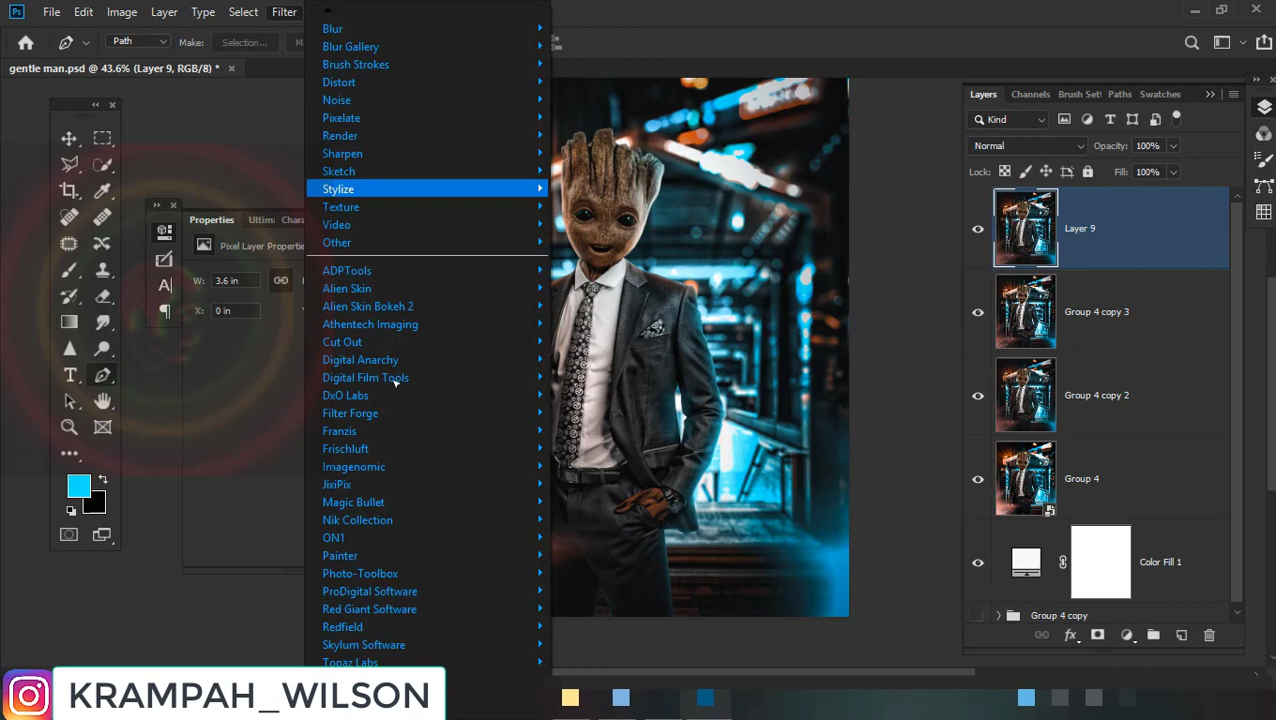 Ps File Edit Image Layer Type Select Filter
Path Make: Selection...
gentle man.psd @ 43.6% (Layer 9, RGB/8) *
Blur
Blur Gallery
Brush Strokes
Distort
Noise
Pixelate
Render
Sharpen
Sketch
Stylize
Texture
Video
Other
ADPTools
Alien Skin
Alien Skin Bokeh 2
Athentech Imaging
Cut Out
Digital Anarchy
Digital Film Tools
DxO Labs
Filter Forge
Franzis
Frischluft
Imagenomic
JixiPix
Magic Bullet
Nik Collection
ON1
Painter
Photo-Toolbox
ProDigital Software
Red Giant Software
Redfield
Skylum Software
Topaz Labs
Properties Ultim Chara
Pixel Layer Properties
W: 3.6 in
X: 0 in
Layers Channels Brush Sett Paths Swatches
Kind
Normal Opacity: 100%
Lock: Fill: 100%
Layer 9
Group 4 copy 3
Group 4 copy 2
Group 4
Color Fill 1
Group 4 copy
fx
KRAMPAH_WILSON